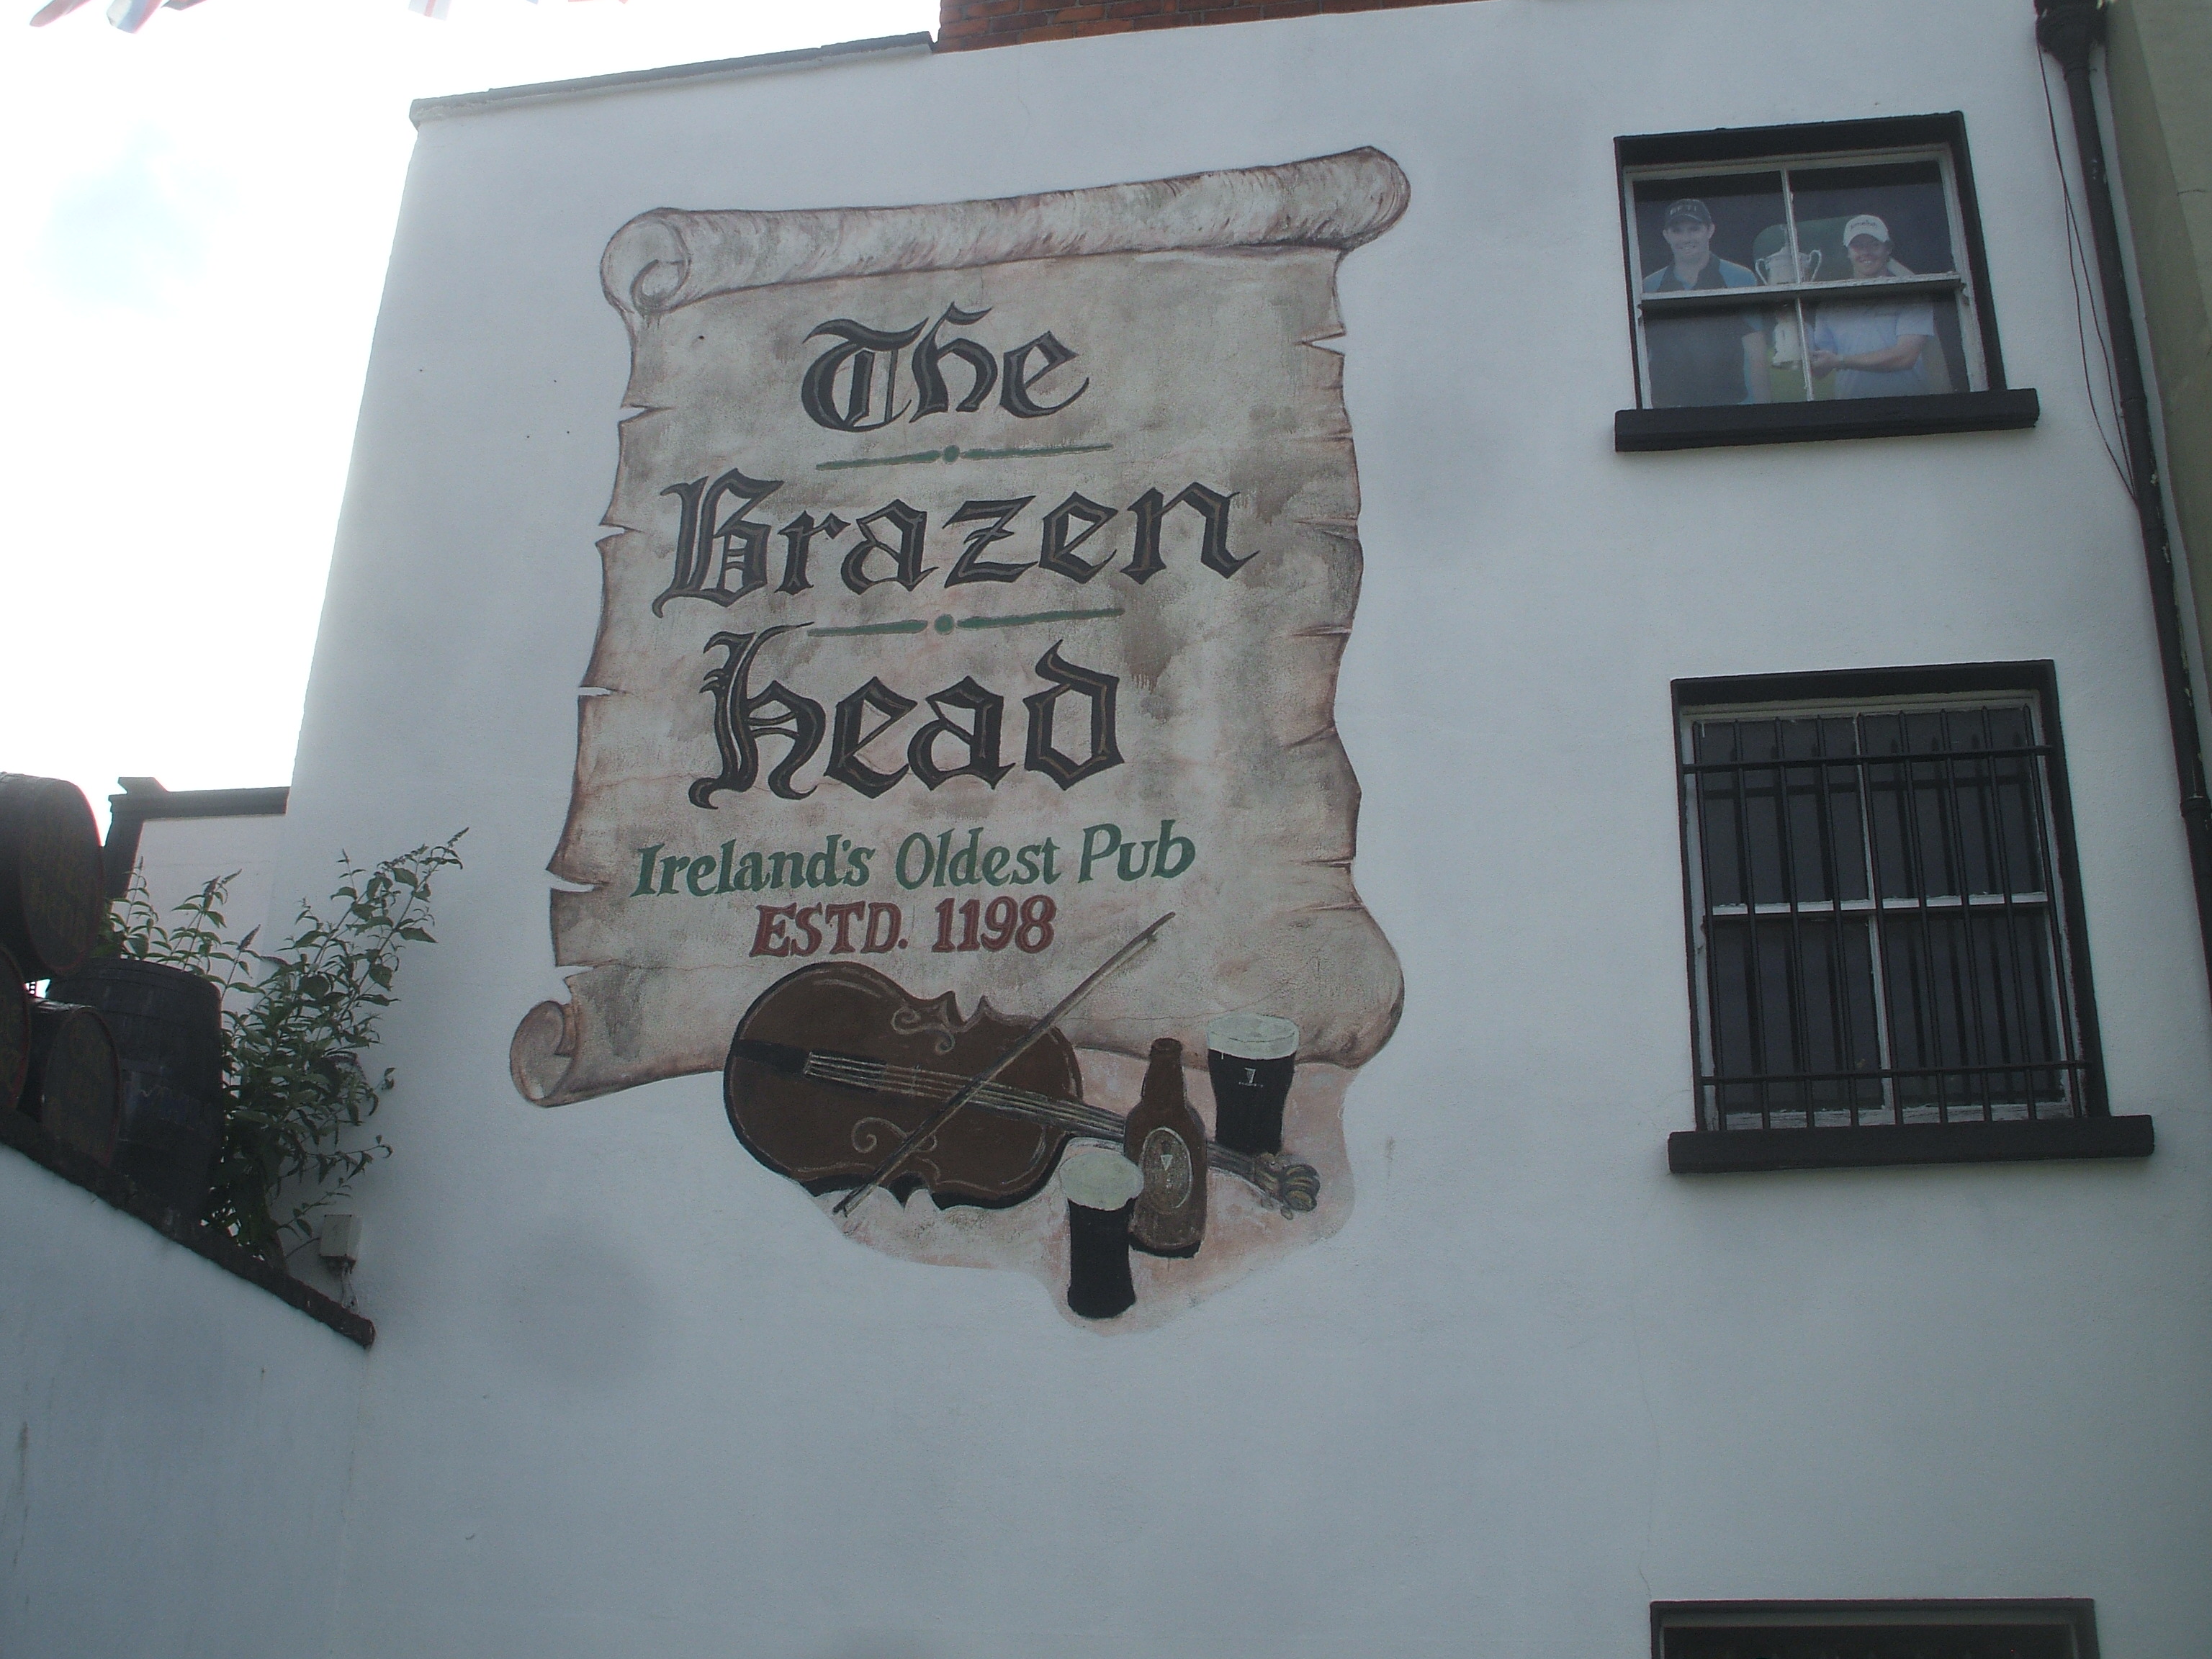 The
Brazen
head
Ireland's Oldest Pub
ESTD. 1198